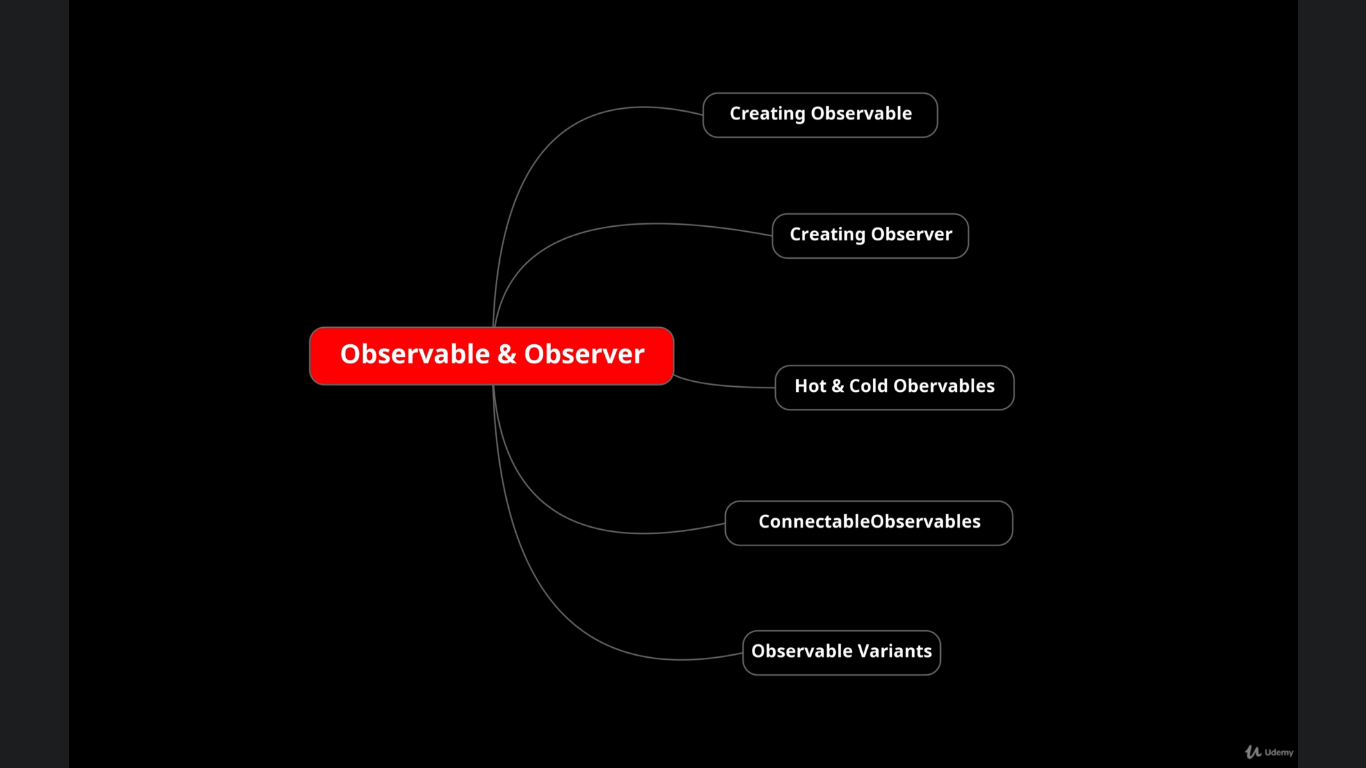 Creating Observable
Creating Observer
Observable & Observer
Hot & Cold Obervables
ConnectableObservables
Observable Variants
Udemy